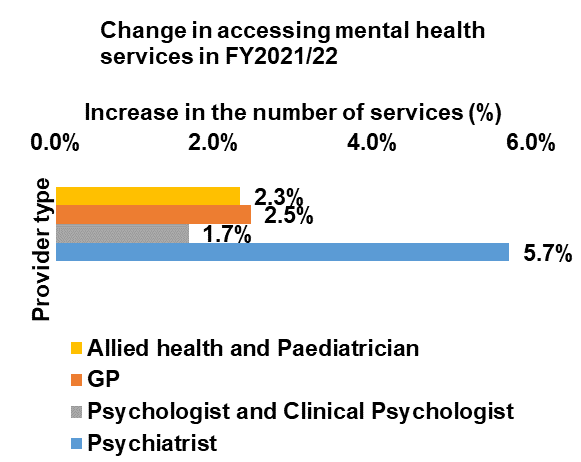 Change in accessing mental health
services in FY2021/22
Increase in the number of services (%)
0.0% 2.0% 4.0% 6.0%
Provider type
2.3%
2.5%
1.7%
5.7%
Allied health and Paediatrician
GP
Psychologist and Clinical Psychologist
Psychiatrist